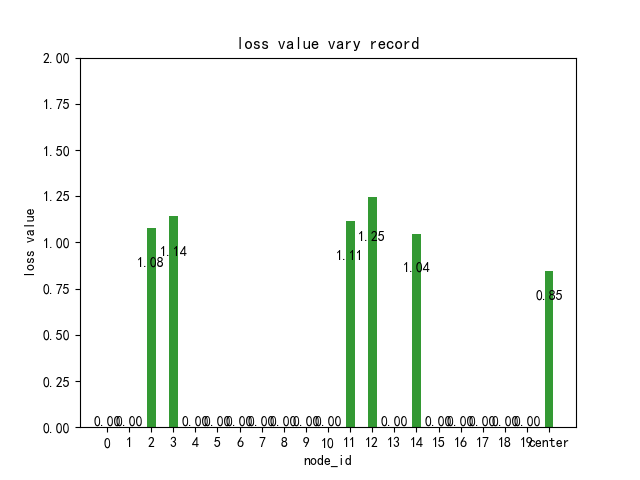 loss value vary record
2.00
1.75
1.50
1.25
1.00
0.75
0.50
0.25
0.00
loss value
0.00 0.00 1.08 1.14 0.00 0.00 0.00 0.00 0.00 0.00 0.00 1.11 1.25 0.00 1.04 0.00 0.00 0.00 0.00 0.00 0.85
0 1 2 3 4 5 6 7 8 9 10 11 12 13 14 15 16 17 18 19 center
node_id